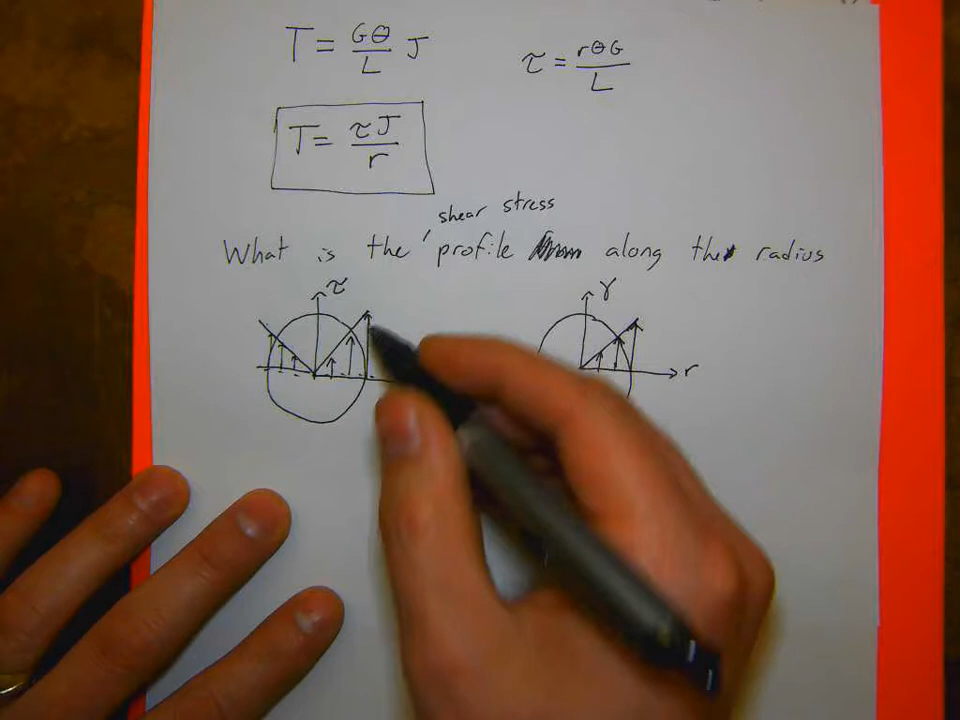 T = Gθ/L J
τ = rθG/L
T = τJ/r
shear stress
What is the profile along the radius
τ
γ
r